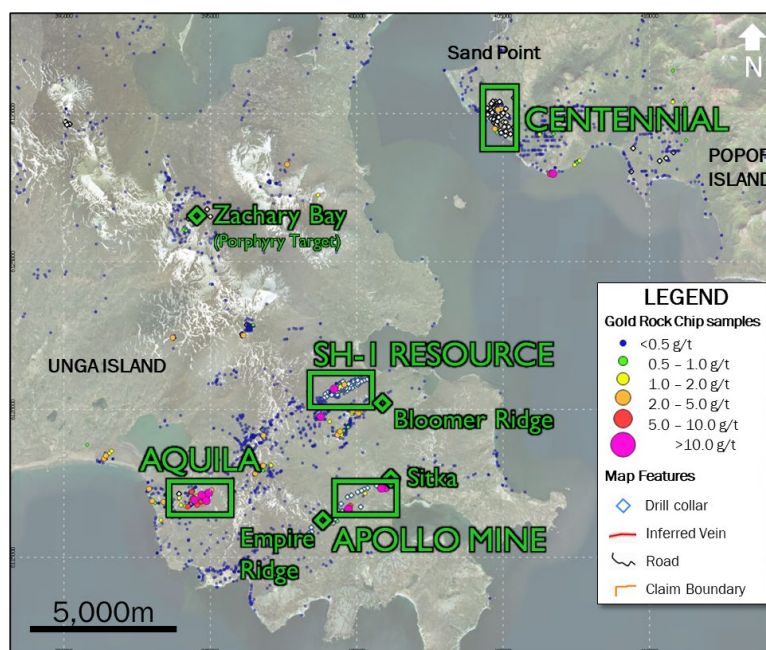 N
Sand Point
CENTENNIAL
POPOF
ISLAND
Zachary Bay
(Porphyry Target)
UNGA ISLAND
SH-1 RESOURCE
Bloomer Ridge
AQUILA
Sitka
Empire
Ridge
APOLLO MINE
5,000m
LEGEND
Gold Rock Chip samples
<0.5 g/t
0.5 – 1.0 g/t
1.0 – 2.0 g/t
2.0 – 5.0 g/t
5.0 – 10.0 g/t
>10.0 g/t
Map Features
Drill collar
Inferred Vein
Road
Claim Boundary